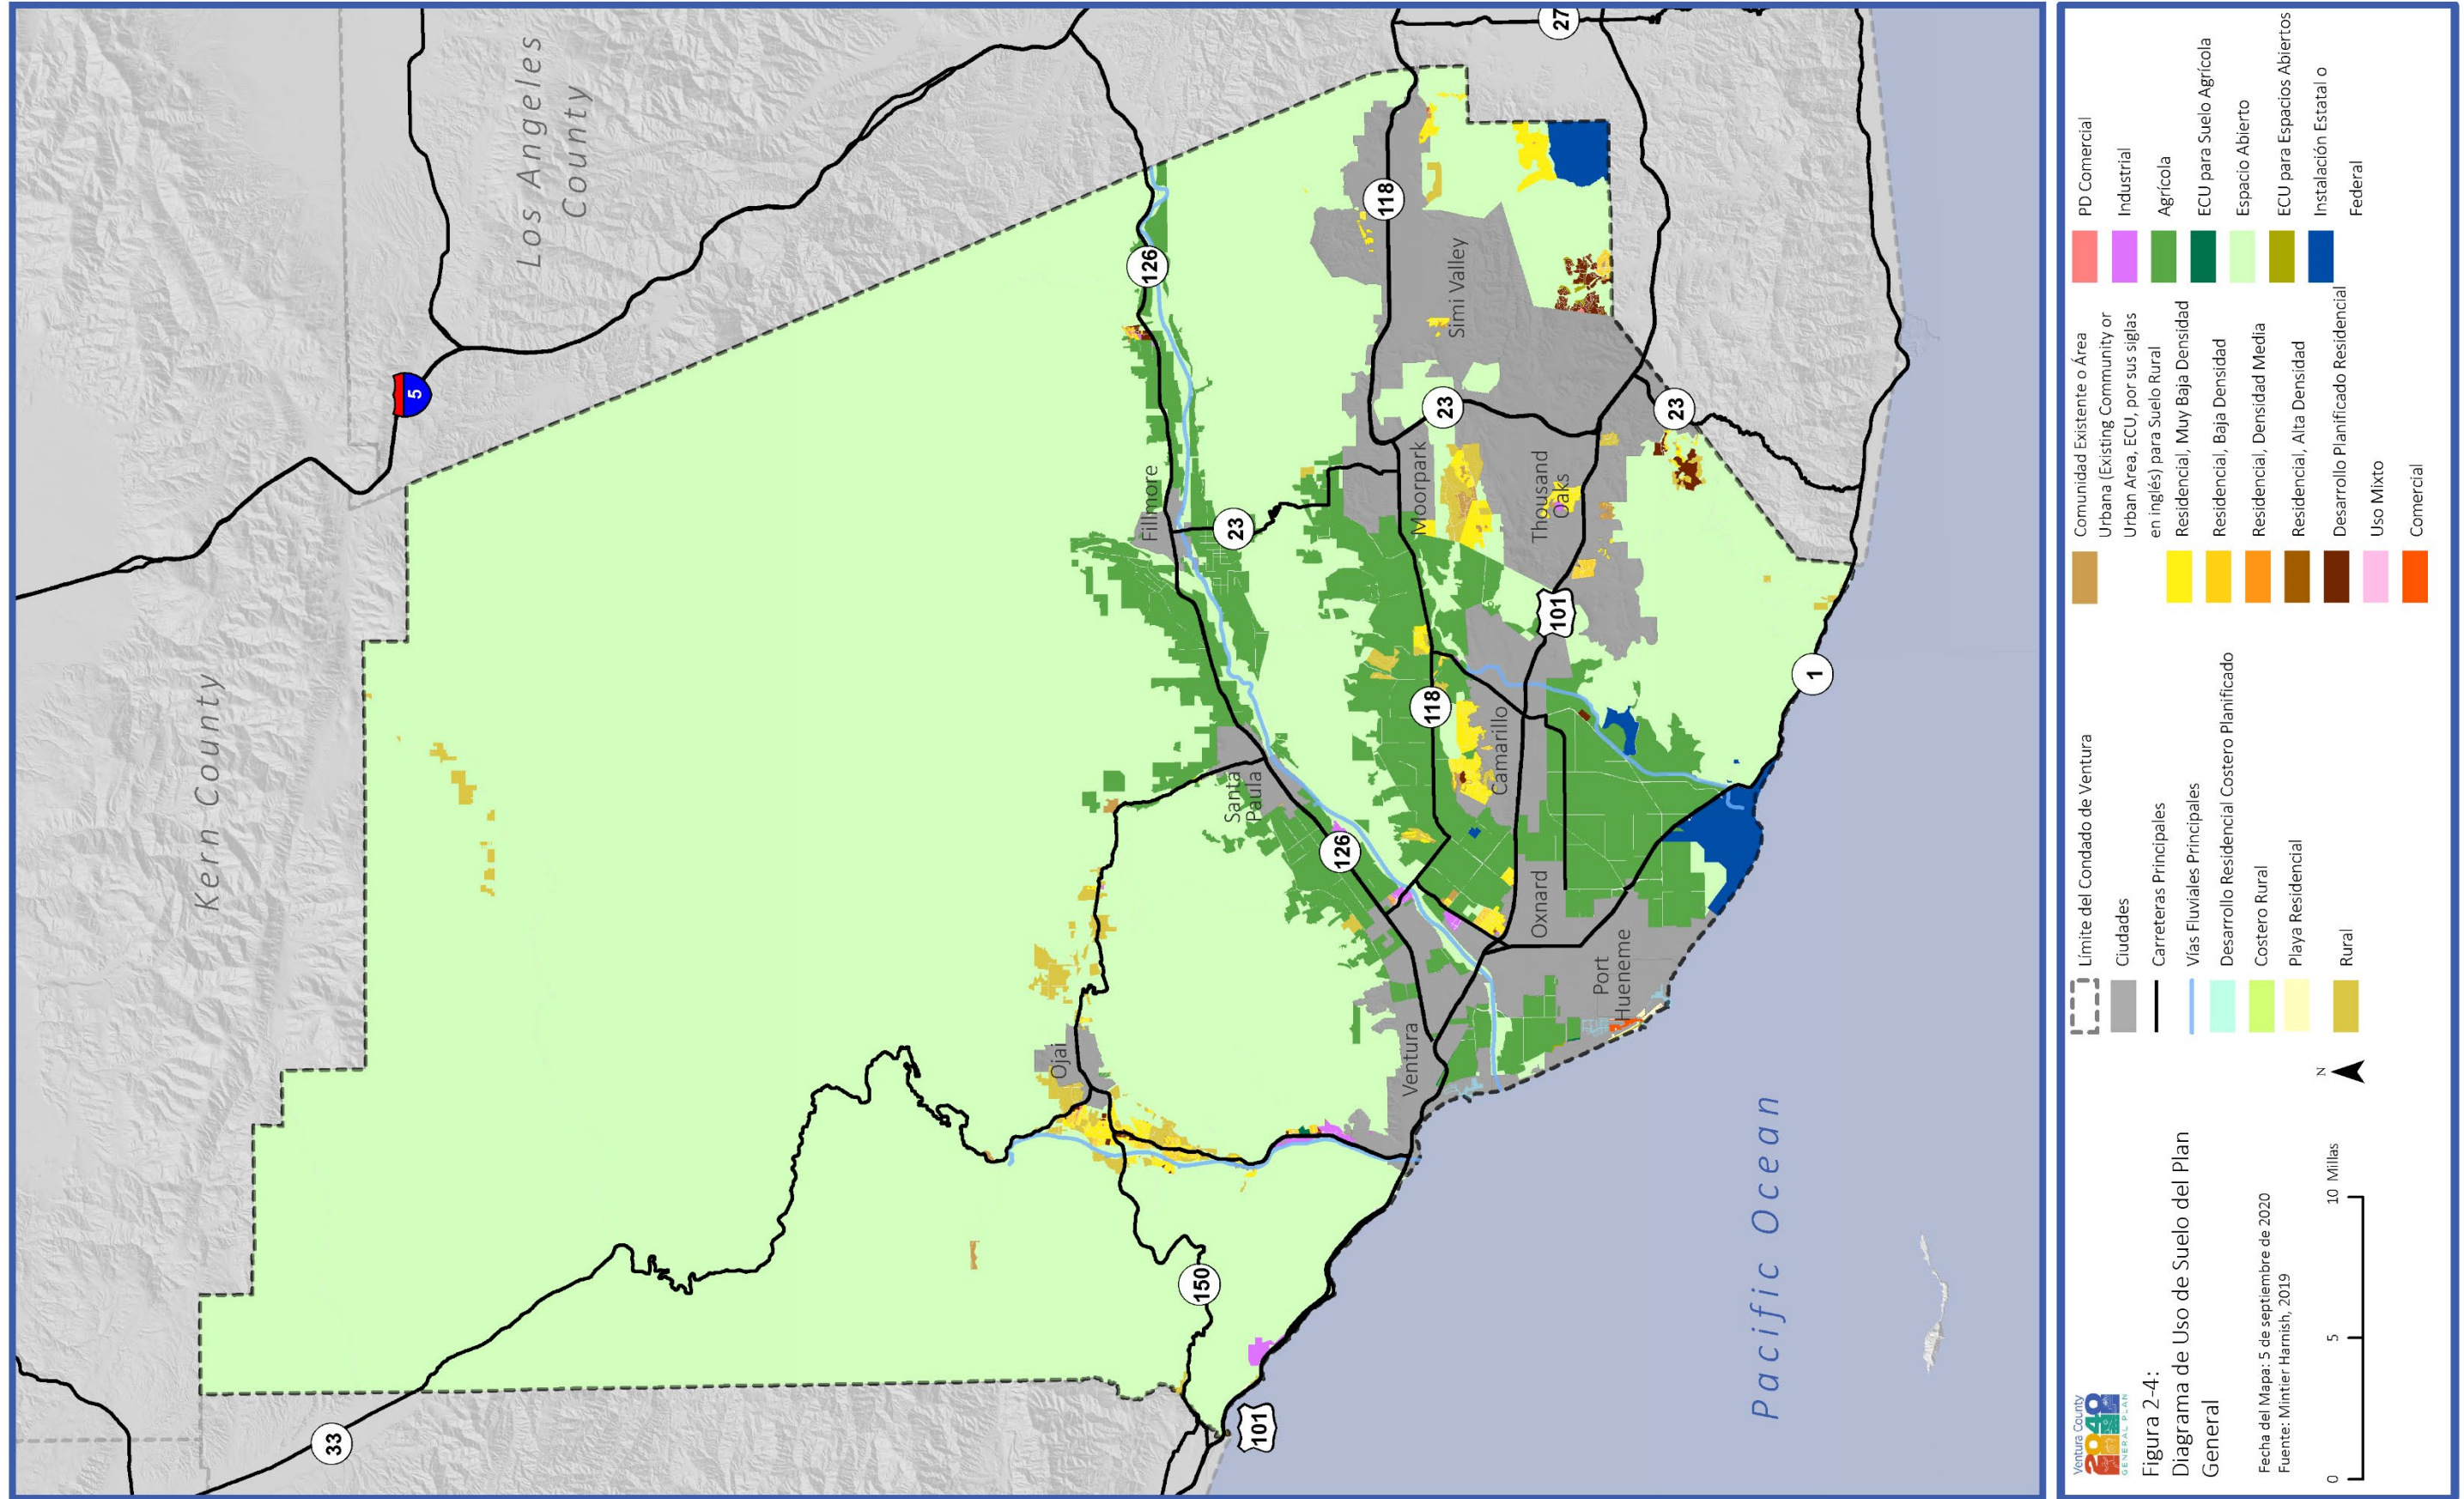 Kern County
Los Angeles
County
Pacific Ocean
33
5
126
23
118
27
150
101
126
118
101
23
23
1
Ojai
Santa
Paula
Fillmore
Ventura
Port
Hueneme
Oxnard
Camarillo
Moorpark
Thousand
Oaks
Simi Valley
Ventura County
2040
GENERAL PLAN
Figura 2-4:
Diagrama de Uso de Suelo del Plan
General
Fecha del Mapa: 5 de septiembre de 2020
Fuente: Mintier Harnish, 2019
0 5 10 Millas
N
Límite del Condado de Ventura
Ciudades
Carreteras Principales
Vías Fluviales Principales
Desarrollo Residencial Costero Planificado
Costero Rural
Playa Residencial
Rural
Comunidad Existente o Área
Urbana (Existing Community or
Urban Area, ECU, por sus siglas
en inglés) para Suelo Rural
Residencial, Muy Baja Densidad
Residencial, Baja Densidad
Residencial, Densidad Media
Residencial, Alta Densidad
Desarrollo Planificado Residencial
Uso Mixto
Comercial
PD Comercial
Industrial
Agrícola
ECU para Suelo Agrícola
Espacio Abierto
ECU para Espacios Abiertos
Instalación Estatal o
Federal